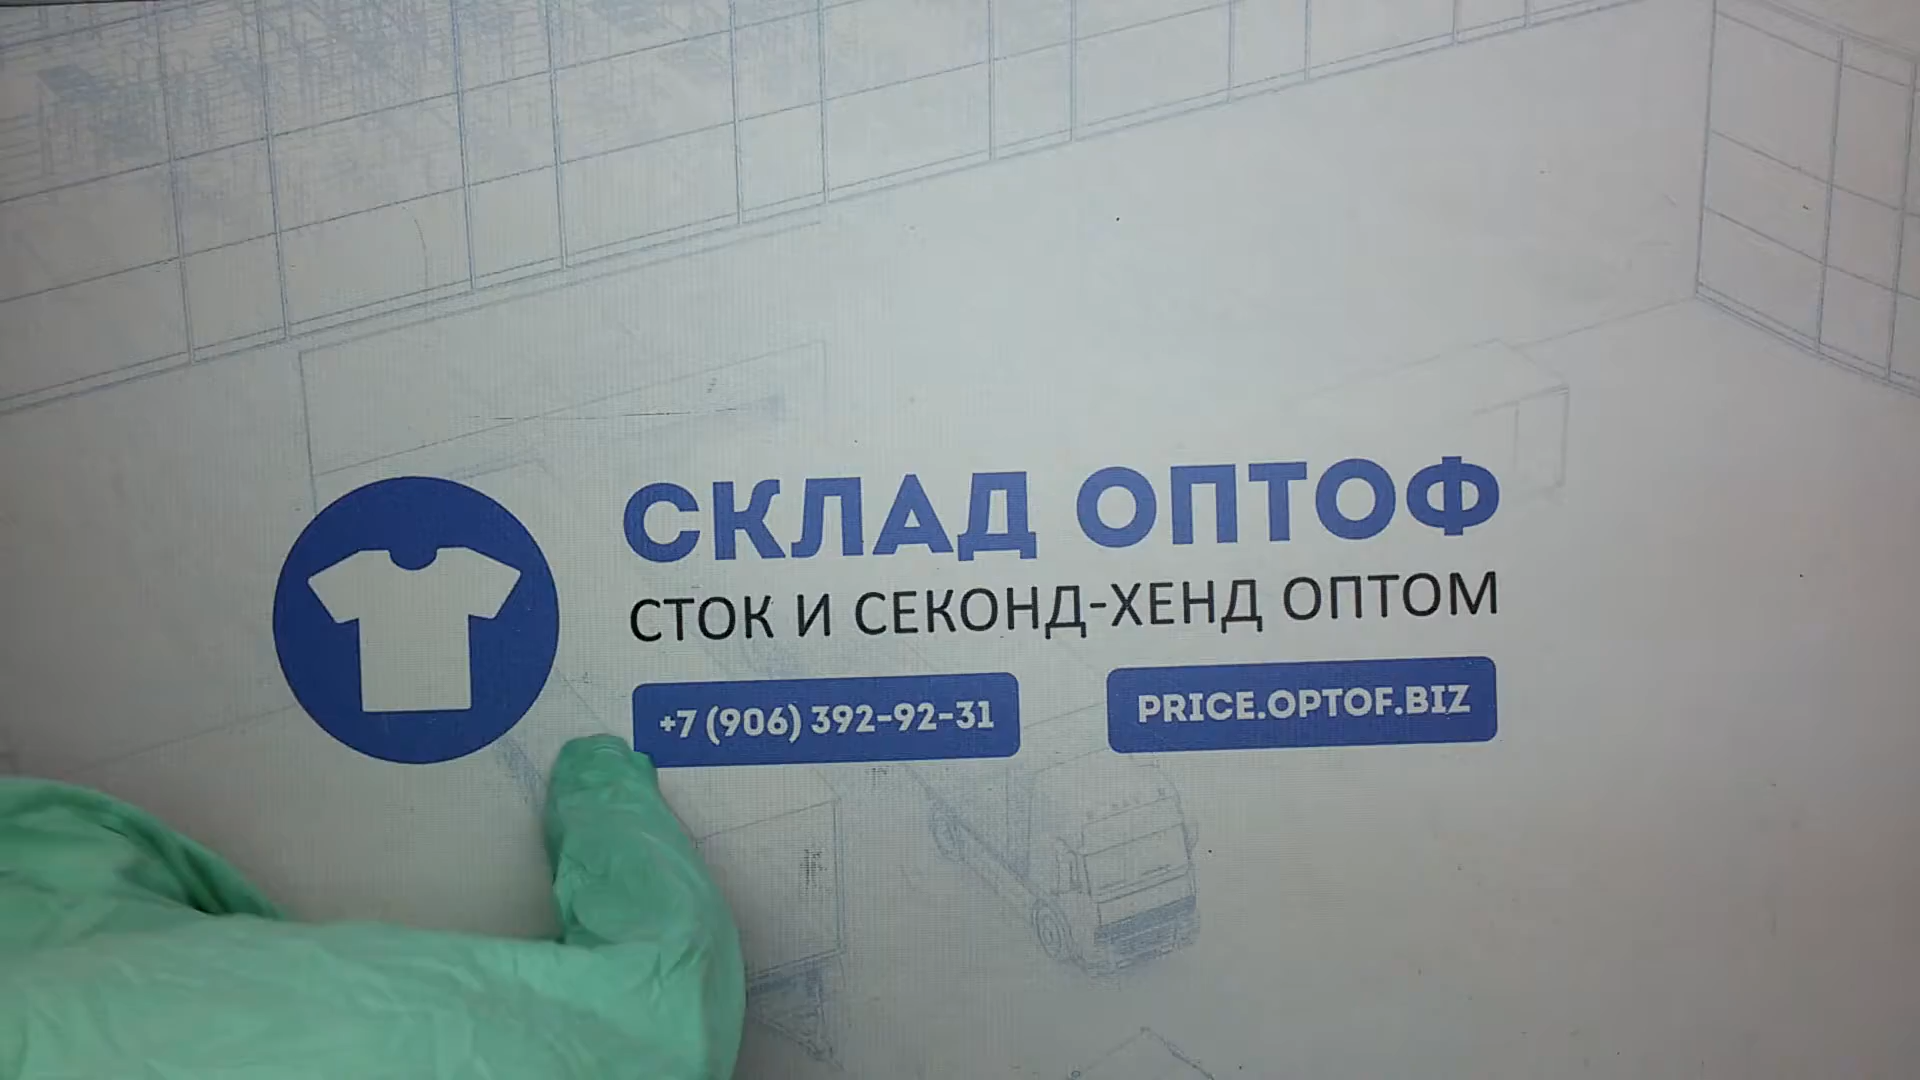 СКЛАД ОПТОФ
СТОК И СЕКОНД-ХЕНД ОПТОМ
+7 (906) 392-92-31
PRICE.OPTOF.BIZ